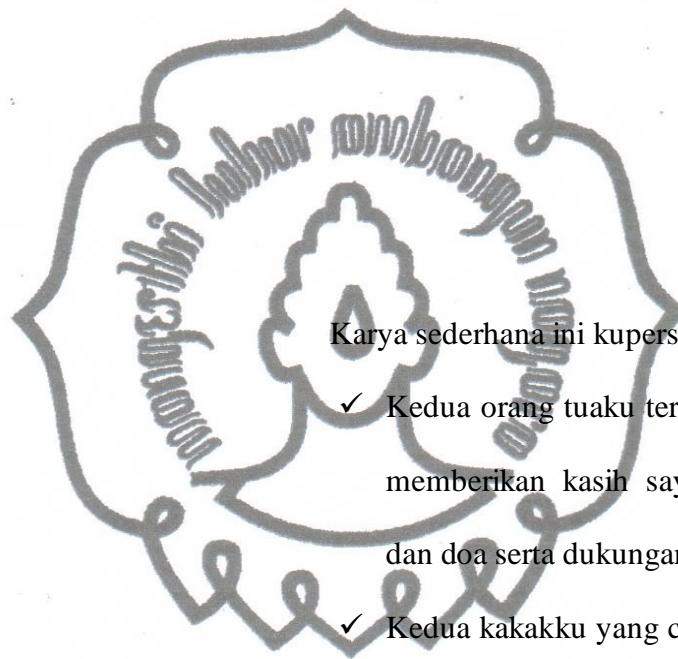 Karya sederhana ini kupers
✓ Kedua orang tuaku ter
memberikan kasih say
dan doa serta dukungan
✓ Kedua kakakku yang c